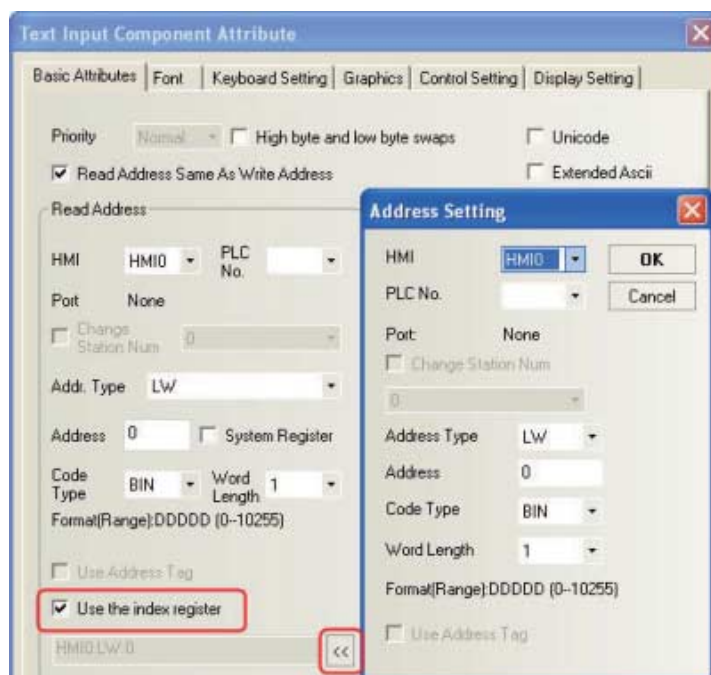 Text Input Component Attribute
Basic Attributes Font Keyboard Setting Graphics Control Setting Display Setting
Priority Normal High byte and low byte swaps Unicode
Read Address Same As Write Address Extended Ascii
Read Address
HMI HMI0 PLC No.
Port None
Change Station Num 0
Addr. Type LW
Address 0 System Register
Code Type BIN Word Length 1
Format(Range):DDDDD (0--10255)
Use Address Tag
Use the index register
HMI0:LW:0 <<
Address Setting
HMI HMI0 OK
PLC No. Cancel
Port: None
Change Station Num
0
Address Type LW
Address 0
Code Type BIN
Word Length 1
Format(Range):DDDDD (0--10255)
Use Address Tag